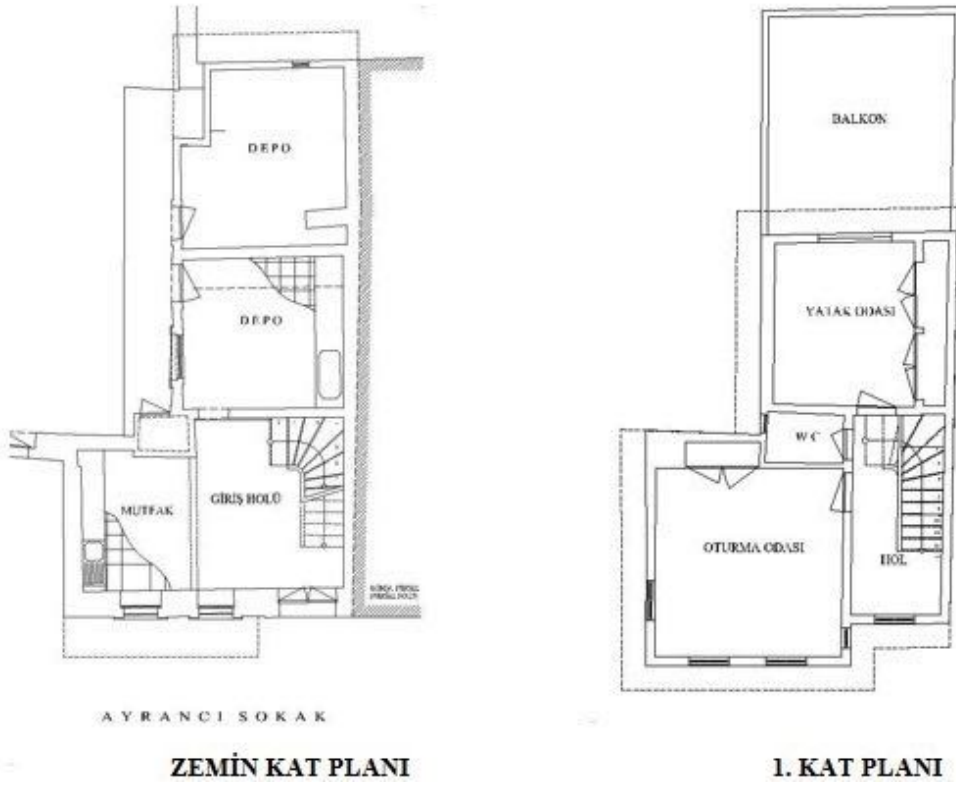 DEPO
DEPO
MUTFAK
GİRİŞ HOLÜ
AYRANCI SOKAK
ZEMİN KAT PLANI
BALKON
YATAK ODASI
WC
OTURMA ODASI
HOL
1. KAT PLANI